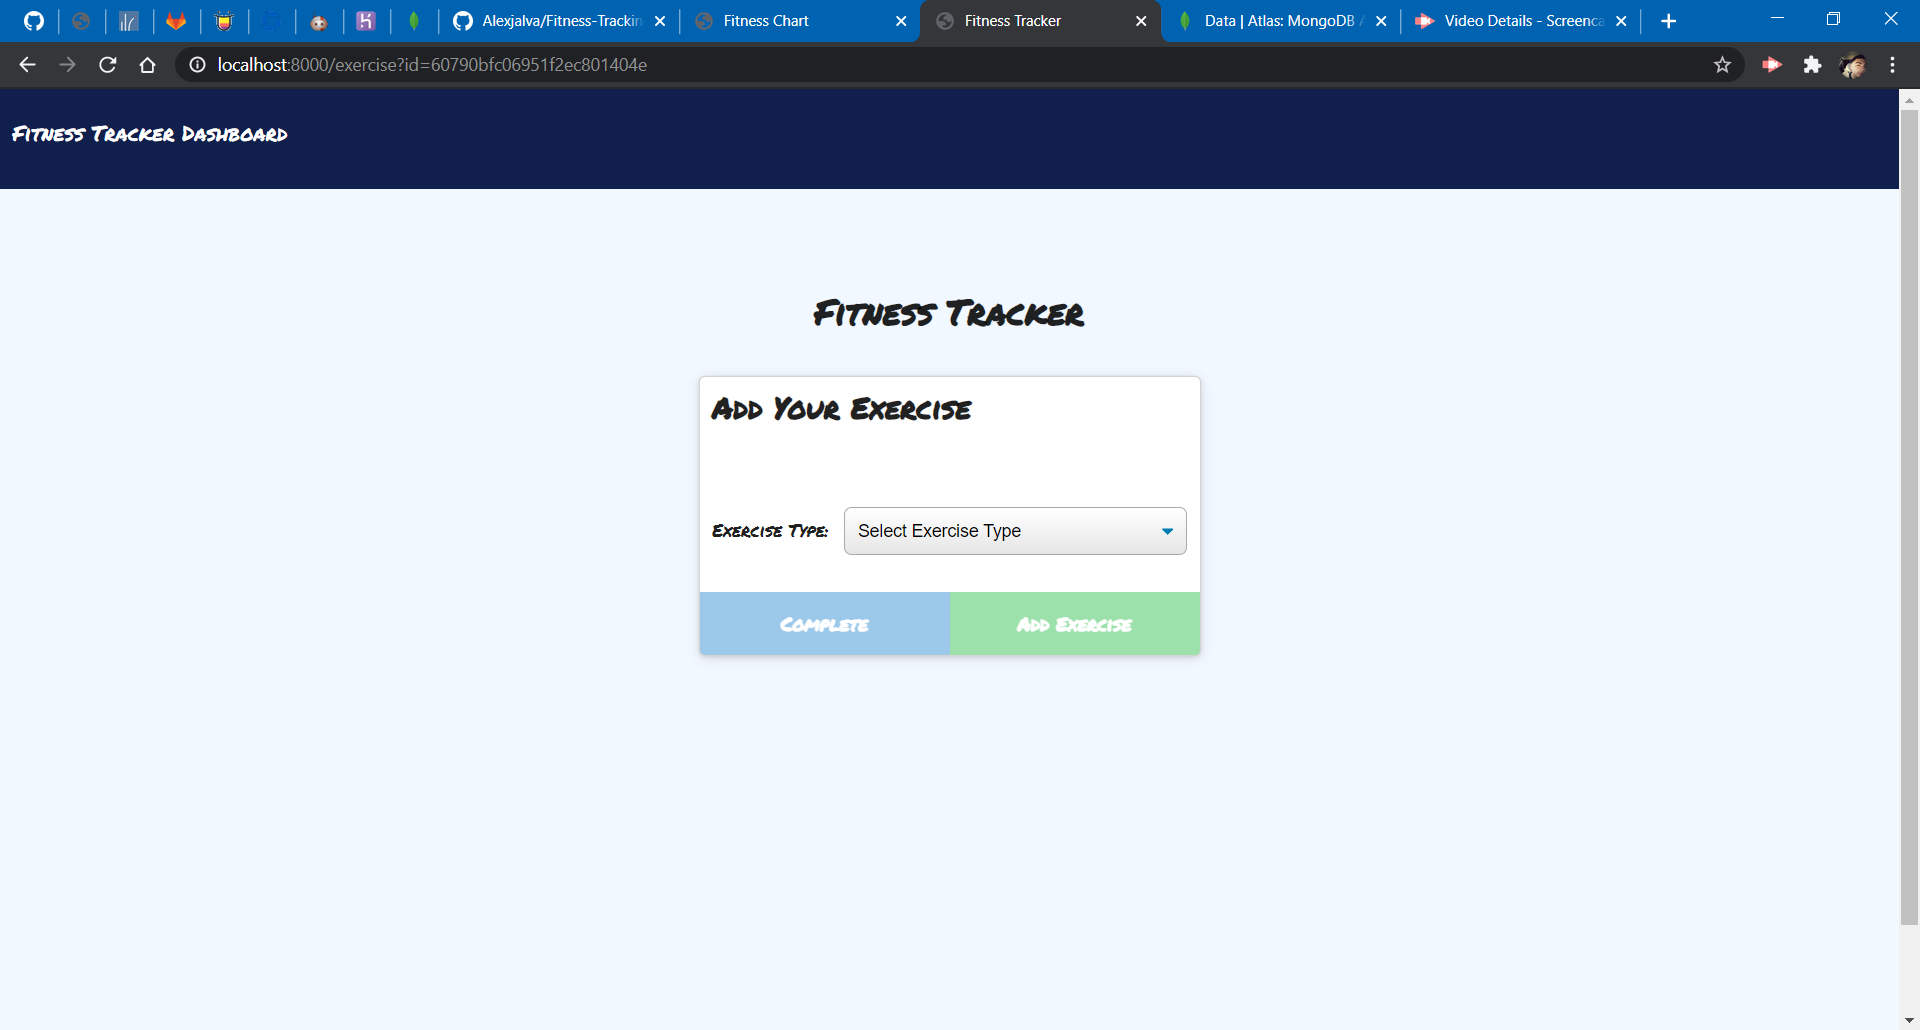 Alexjalva/Fitness-Trackin
Fitness Chart
Fitness Tracker
Data | Atlas: MongoDB A
Video Details - Screenca
localhost:8000/exercise?id=60790bfc06951f2ec801404e
Fitness Tracker Dashboard
Fitness Tracker
Add Your Exercise
Exercise Type:
Select Exercise Type
Complete
Add Exercise